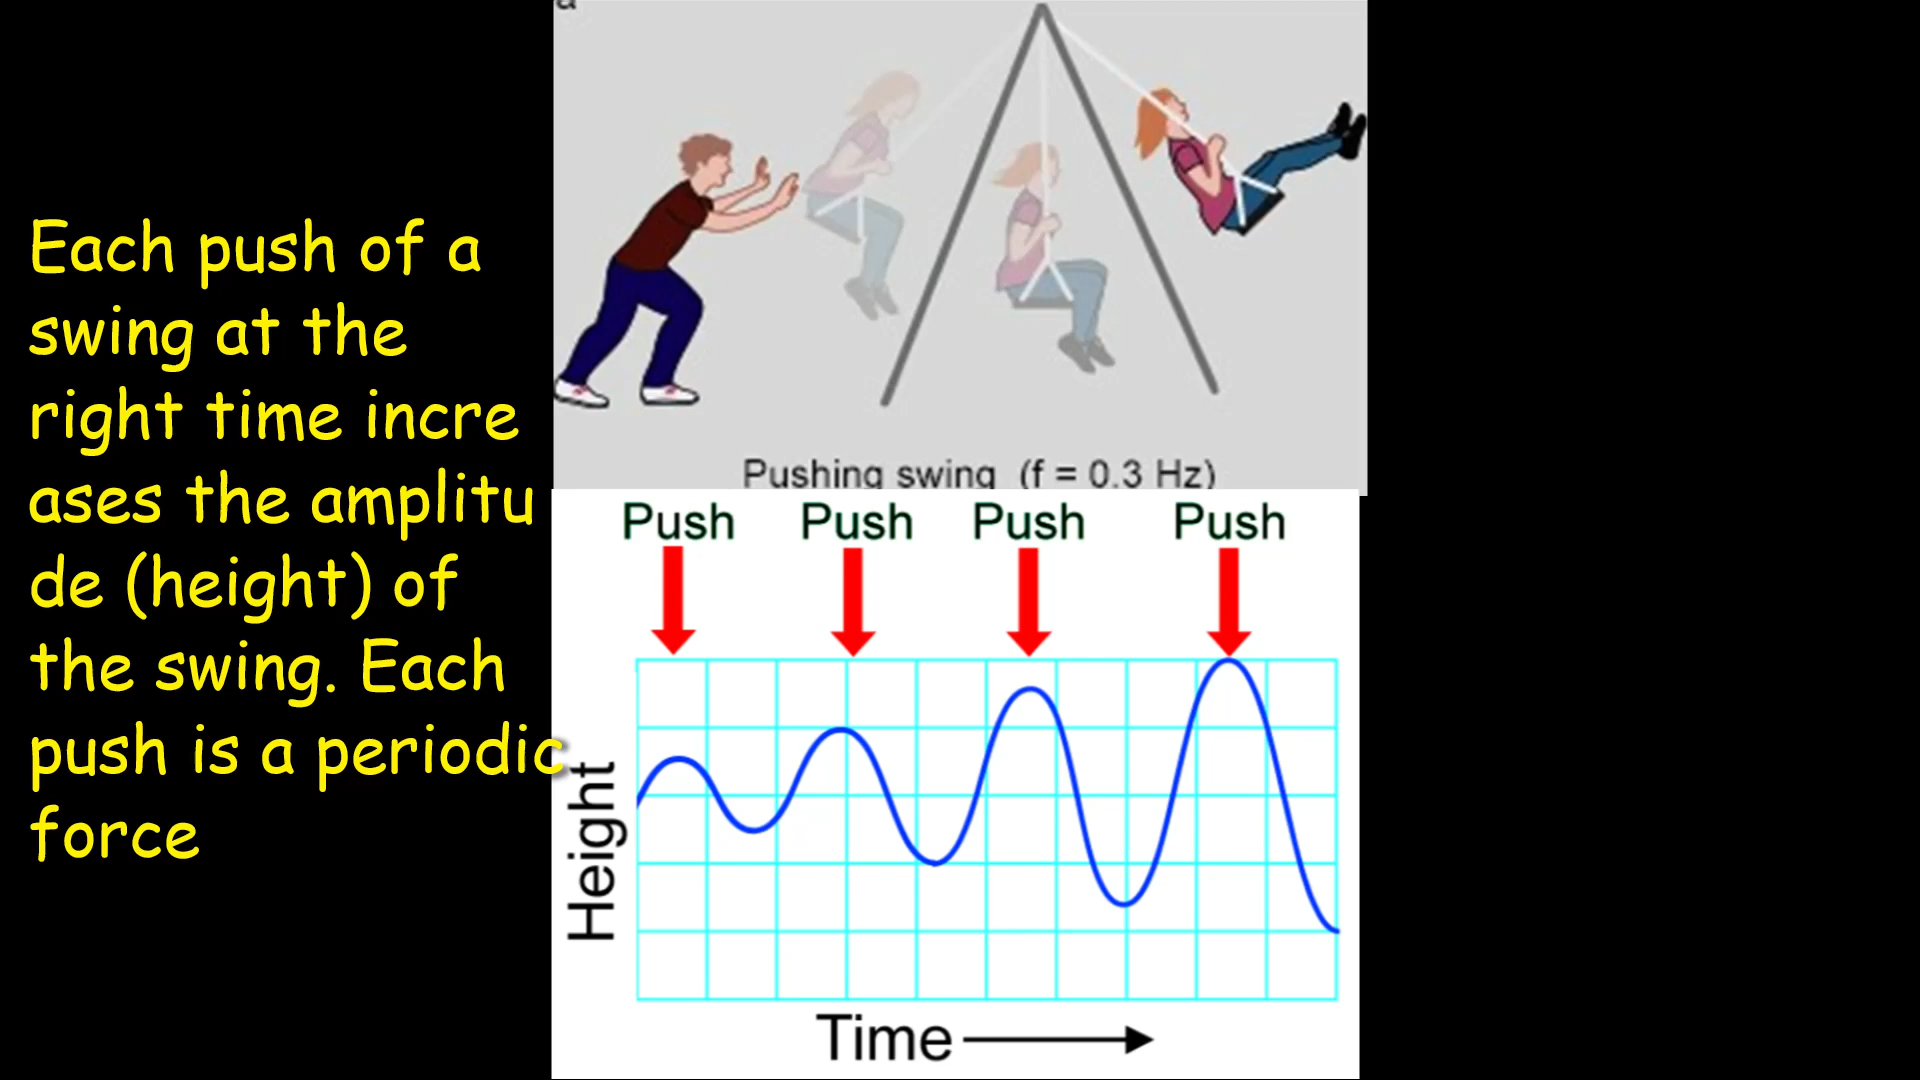 Each push of a
swing at the
right time incre
ases the amplitu
de (height) of
the swing. Each
push is a periodic
force
Pushing swing (f = 0.3 Hz)
Push Push Push Push
Height
Time